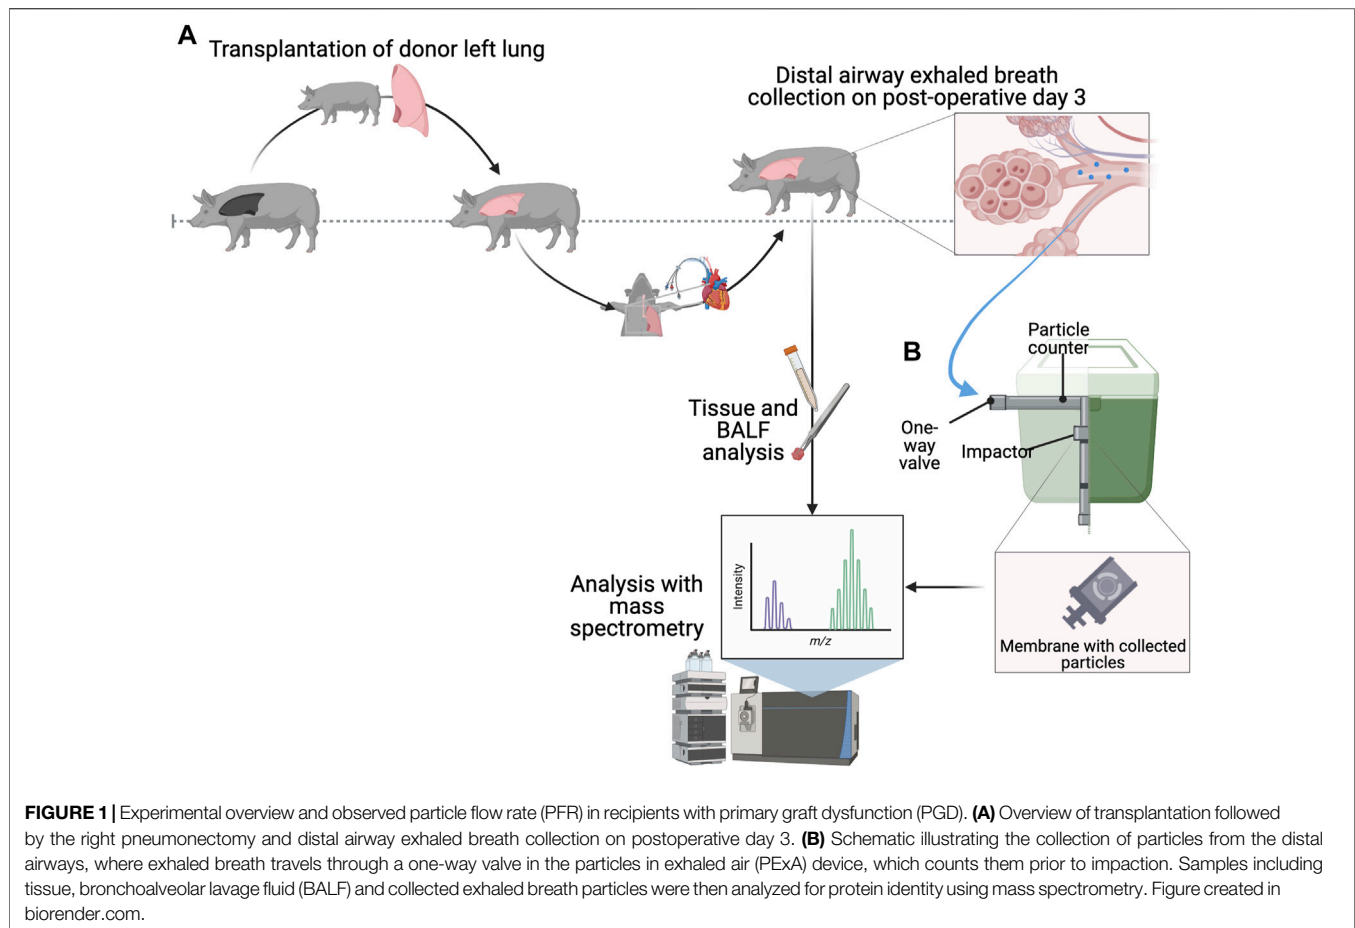 A
Transplantation of donor left lung
Distal airway exhaled breath
collection on post-operative day 3
B
Particle
counter
One-
way
valve
Impactor
Tissue and
BALF
analysis
Intensity
m/z
Analysis with
mass
spectrometry
Membrane with collected
particles
FIGURE 1 | Experimental overview and observed particle flow rate (PFR) in recipients with primary graft dysfunction (PGD). (A) Overview of transplantation followed
by the right pneumonectomy and distal airway exhaled breath collection on postoperative day 3. (B) Schematic illustrating the collection of particles from the distal
airways, where exhaled breath travels through a one-way valve in the particles in exhaled air (PExA) device, which counts them prior to impaction. Samples including
tissue, bronchoalveolar lavage fluid (BALF) and collected exhaled breath particles were then analyzed for protein identity using mass spectrometry. Figure created in
biorender.com.